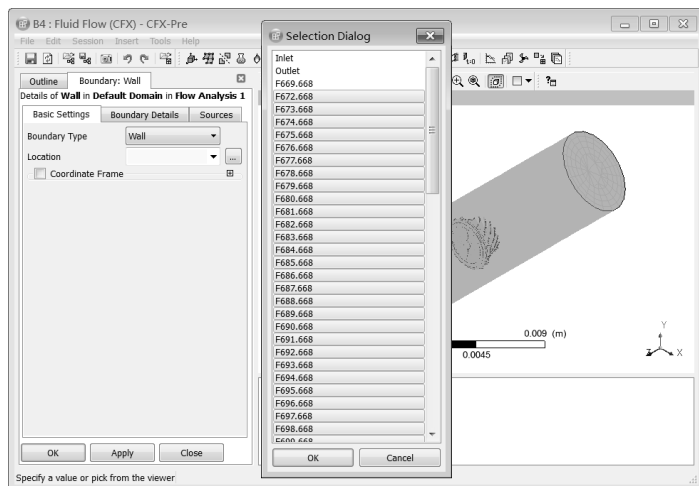 B4 : Fluid Flow (CFX) - CFX-Pre
File Edit Session Insert Tools Help
Outline Boundary: Wall
Details of Wall in Default Domain in Flow Analysis 1
Basic Settings Boundary Details Sources
Boundary Type Wall
Location
Coordinate Frame
OK Apply Close
Specify a value or pick from the viewer
Selection Dialog
Inlet
Outlet
F669.668
F672.668
F673.668
F674.668
F675.668
F676.668
F677.668
F678.668
F679.668
F680.668
F681.668
F682.668
F683.668
F684.668
F685.668
F686.668
F687.668
F688.668
F689.668
F690.668
F691.668
F692.668
F693.668
F694.668
F695.668
F696.668
F697.668
F698.668
F699.668
OK Cancel
0.009 (m)
0.0045
Y
Z X